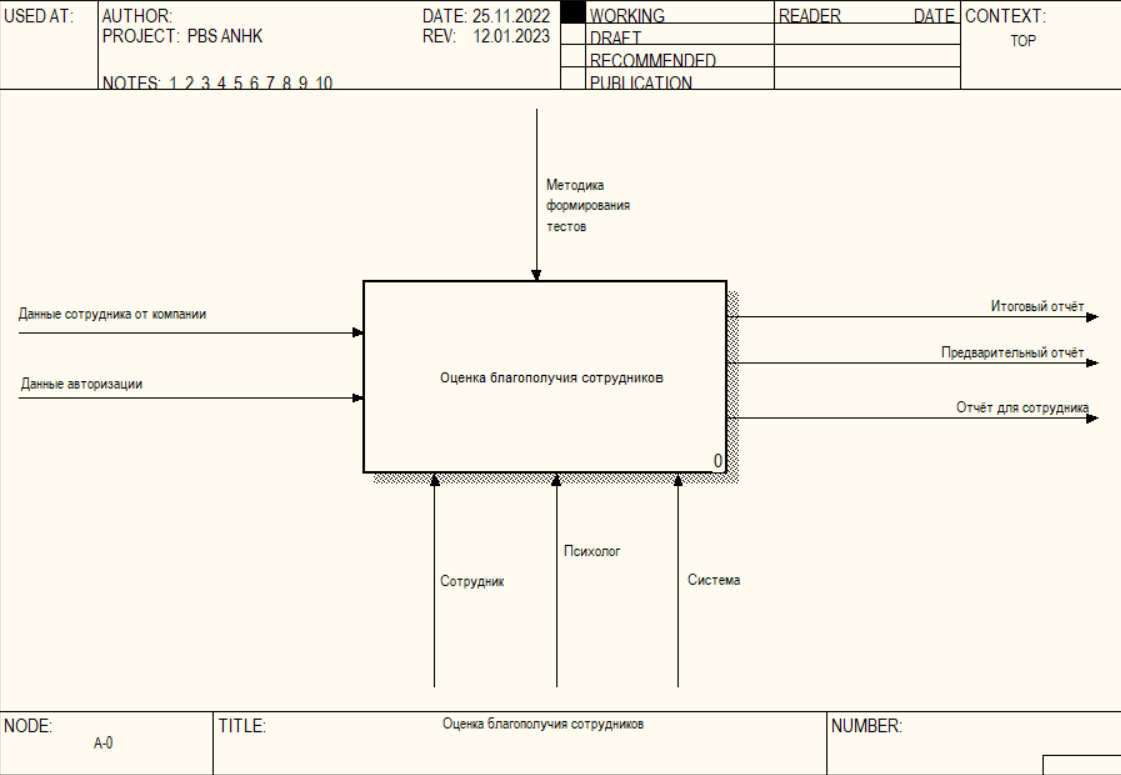 USED AT:
AUTHOR:
DATE: 25.11.2022
PROJECT: PBS ANHK
REV: 12.01.2023
NOTES: 1 2 3 4 5 6 7 8 9 10
WORKING
DRAFT
RECOMMENDED
PUBLICATION
READER
DATE
CONTEXT:
TOP
Методика
формирования
тестов
Данные сотрудника от компании
Данные авторизации
Оценка благополучия сотрудников
0
Итоговый отчёт
Предварительный отчёт
Отчёт для сотрудника
Сотрудник
Психолог
Система
NODE:
A-0
TITLE:
Оценка благополучия сотрудников
NUMBER: